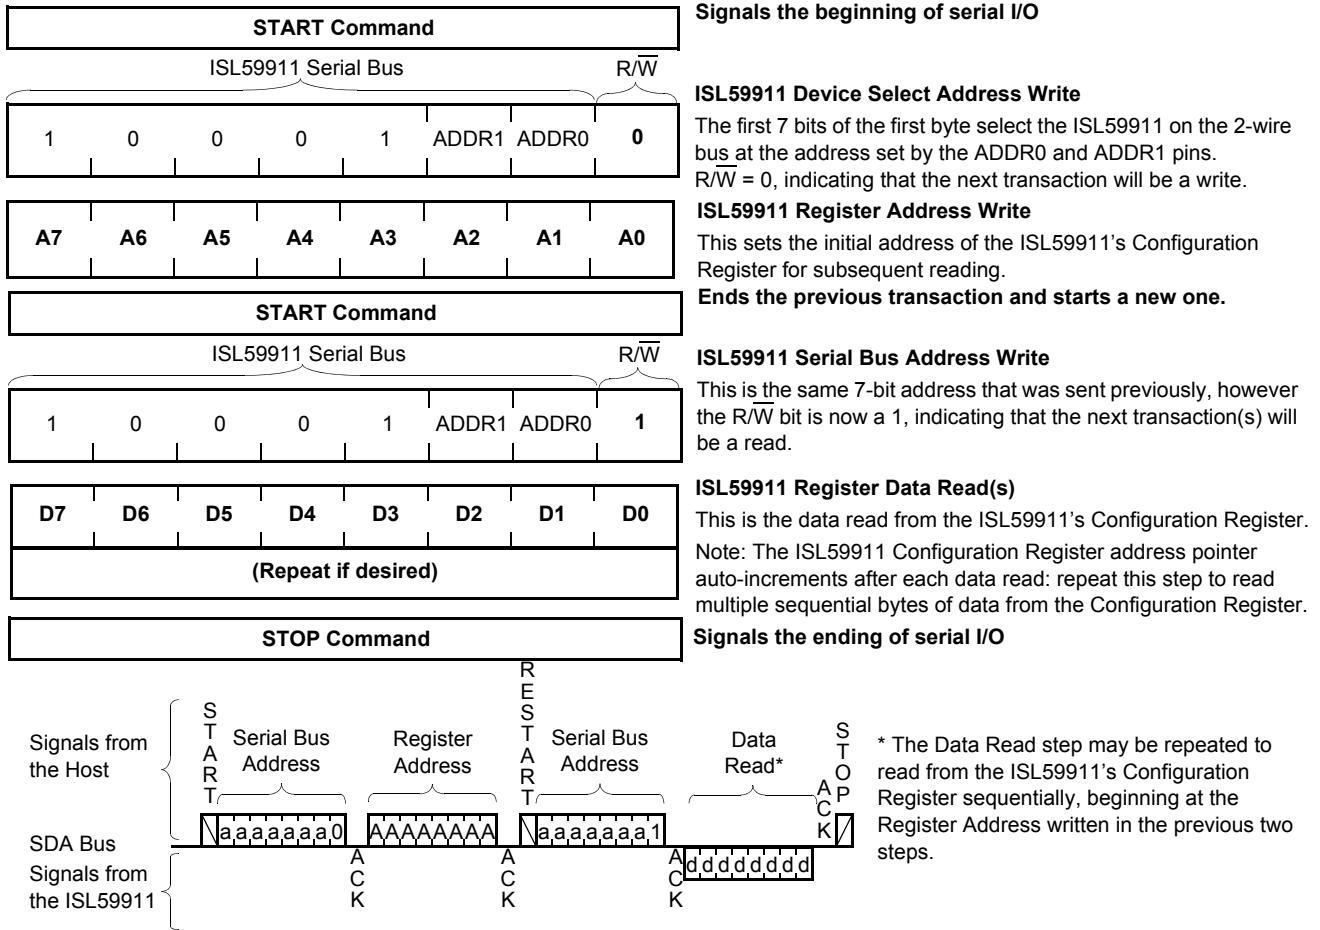 START Command
Signals the beginning of serial I/O
ISL59911 Serial Bus
R/W̅
1 0 0 0 1 ADDR1 ADDR0 0
ISL59911 Device Select Address Write
The first 7 bits of the first byte select the ISL59911 on the 2-wire
bus at the address set by the ADDR0 and ADDR1 pins.
R/W̅ = 0, indicating that the next transaction will be a write.
A7 A6 A5 A4 A3 A2 A1 A0
ISL59911 Register Address Write
This sets the initial address of the ISL59911's Configuration
Register for subsequent reading.
START Command
Ends the previous transaction and starts a new one.
ISL59911 Serial Bus
R/W̅
1 0 0 0 1 ADDR1 ADDR0 1
ISL59911 Serial Bus Address Write
This is the same 7-bit address that was sent previously, however
the R/W̅ bit is now a 1, indicating that the next transaction(s) will
be a read.
D7 D6 D5 D4 D3 D2 D1 D0
(Repeat if desired)
ISL59911 Register Data Read(s)
This is the data read from the ISL59911's Configuration Register.
Note: The ISL59911 Configuration Register address pointer
auto-increments after each data read: repeat this step to read
multiple sequential bytes of data from the Configuration Register.
STOP Command
Signals the ending of serial I/O
Signals from
the Host
START
Serial Bus
Address
Register
Address
RESTART
Serial Bus
Address
Data
Read*
ACK
STOP
* The Data Read step may be repeated to
read from the ISL59911's Configuration
Register sequentially, beginning at the
Register Address written in the previous two
steps.
SDA Bus
a a a a a a a 0
A A A A A A A A
a a a a a a a 1
d d d d d d d d
Signals from
the ISL59911
ACK
ACK
ACK